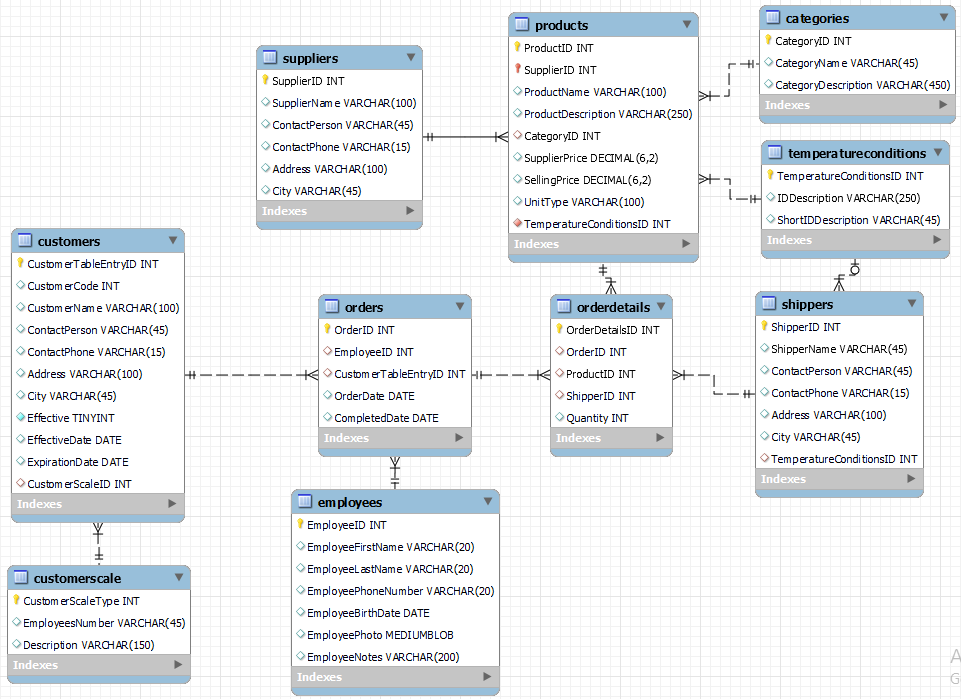 suppliers
SupplierID INT
SupplierName VARCHAR(100)
ContactPerson VARCHAR(45)
ContactPhone VARCHAR(15)
Address VARCHAR(100)
City VARCHAR(45)
Indexes
products
ProductID INT
SupplierID INT
ProductName VARCHAR(100)
ProductDescription VARCHAR(250)
CategoryID INT
SupplierPrice DECIMAL(6,2)
SellingPrice DECIMAL(6,2)
UnitType VARCHAR(100)
TemperatureConditionsID INT
Indexes
categories
CategoryID INT
CategoryName VARCHAR(45)
CategoryDescription VARCHAR(450)
Indexes
temperatureconditions
TemperatureConditionsID INT
IDDescription VARCHAR(250)
ShortIDDescription VARCHAR(45)
Indexes
customers
CustomerTableEntryID INT
CustomerCode INT
CustomerName VARCHAR(100)
ContactPerson VARCHAR(45)
ContactPhone VARCHAR(15)
Address VARCHAR(100)
City VARCHAR(45)
Effective TINYINT
EffectiveDate DATE
ExpirationDate DATE
CustomerScaleID INT
Indexes
orders
OrderID INT
EmployeeID INT
CustomerTableEntryID INT
OrderDate DATE
CompletedDate DATE
Indexes
orderdetails
OrderDetailsID INT
OrderID INT
ProductID INT
ShipperID INT
Quantity INT
Indexes
shippers
ShipperID INT
ShipperName VARCHAR(45)
ContactPerson VARCHAR(45)
ContactPhone VARCHAR(15)
Address VARCHAR(100)
City VARCHAR(45)
TemperatureConditionsID INT
Indexes
customerscale
CustomerScaleType INT
EmployeesNumber VARCHAR(45)
Description VARCHAR(150)
Indexes
employees
EmployeeID INT
EmployeeFirstName VARCHAR(20)
EmployeeLastName VARCHAR(20)
EmployeePhoneNumber VARCHAR(20)
EmployeeBirthDate DATE
EmployeePhoto MEDIUMBLOB
EmployeeNotes VARCHAR(200)
Indexes